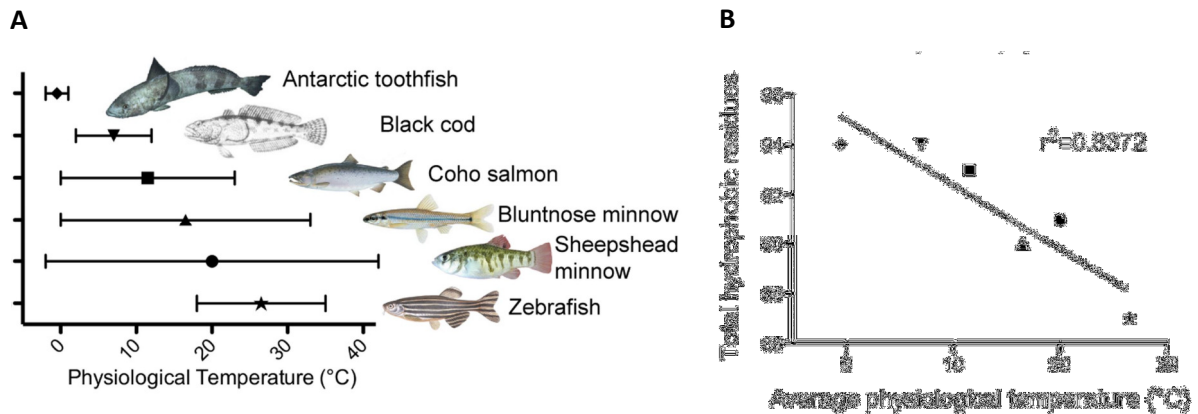 A
Antarctic toothfish
Black cod
Coho salmon
Bluntnose minnow
Sheepshead
minnow
Zebrafish
0 10 20 30 40
Physiological Temperature (°C)
B
Total hydrophobic residues
r²=0.8372
Average physiological temperature (°C)